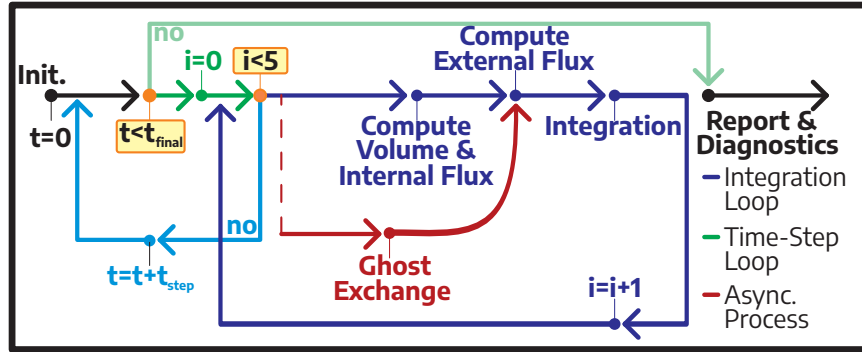 no
Init.
t=0
t<t_final
i=0
i<5
Compute
External Flux
Compute
Volume &
Internal Flux
Integration
Report &
Diagnostics
no
t=t+t_step
Ghost
Exchange
i=i+1
Integration
Loop
Time-Step
Loop
Async.
Process